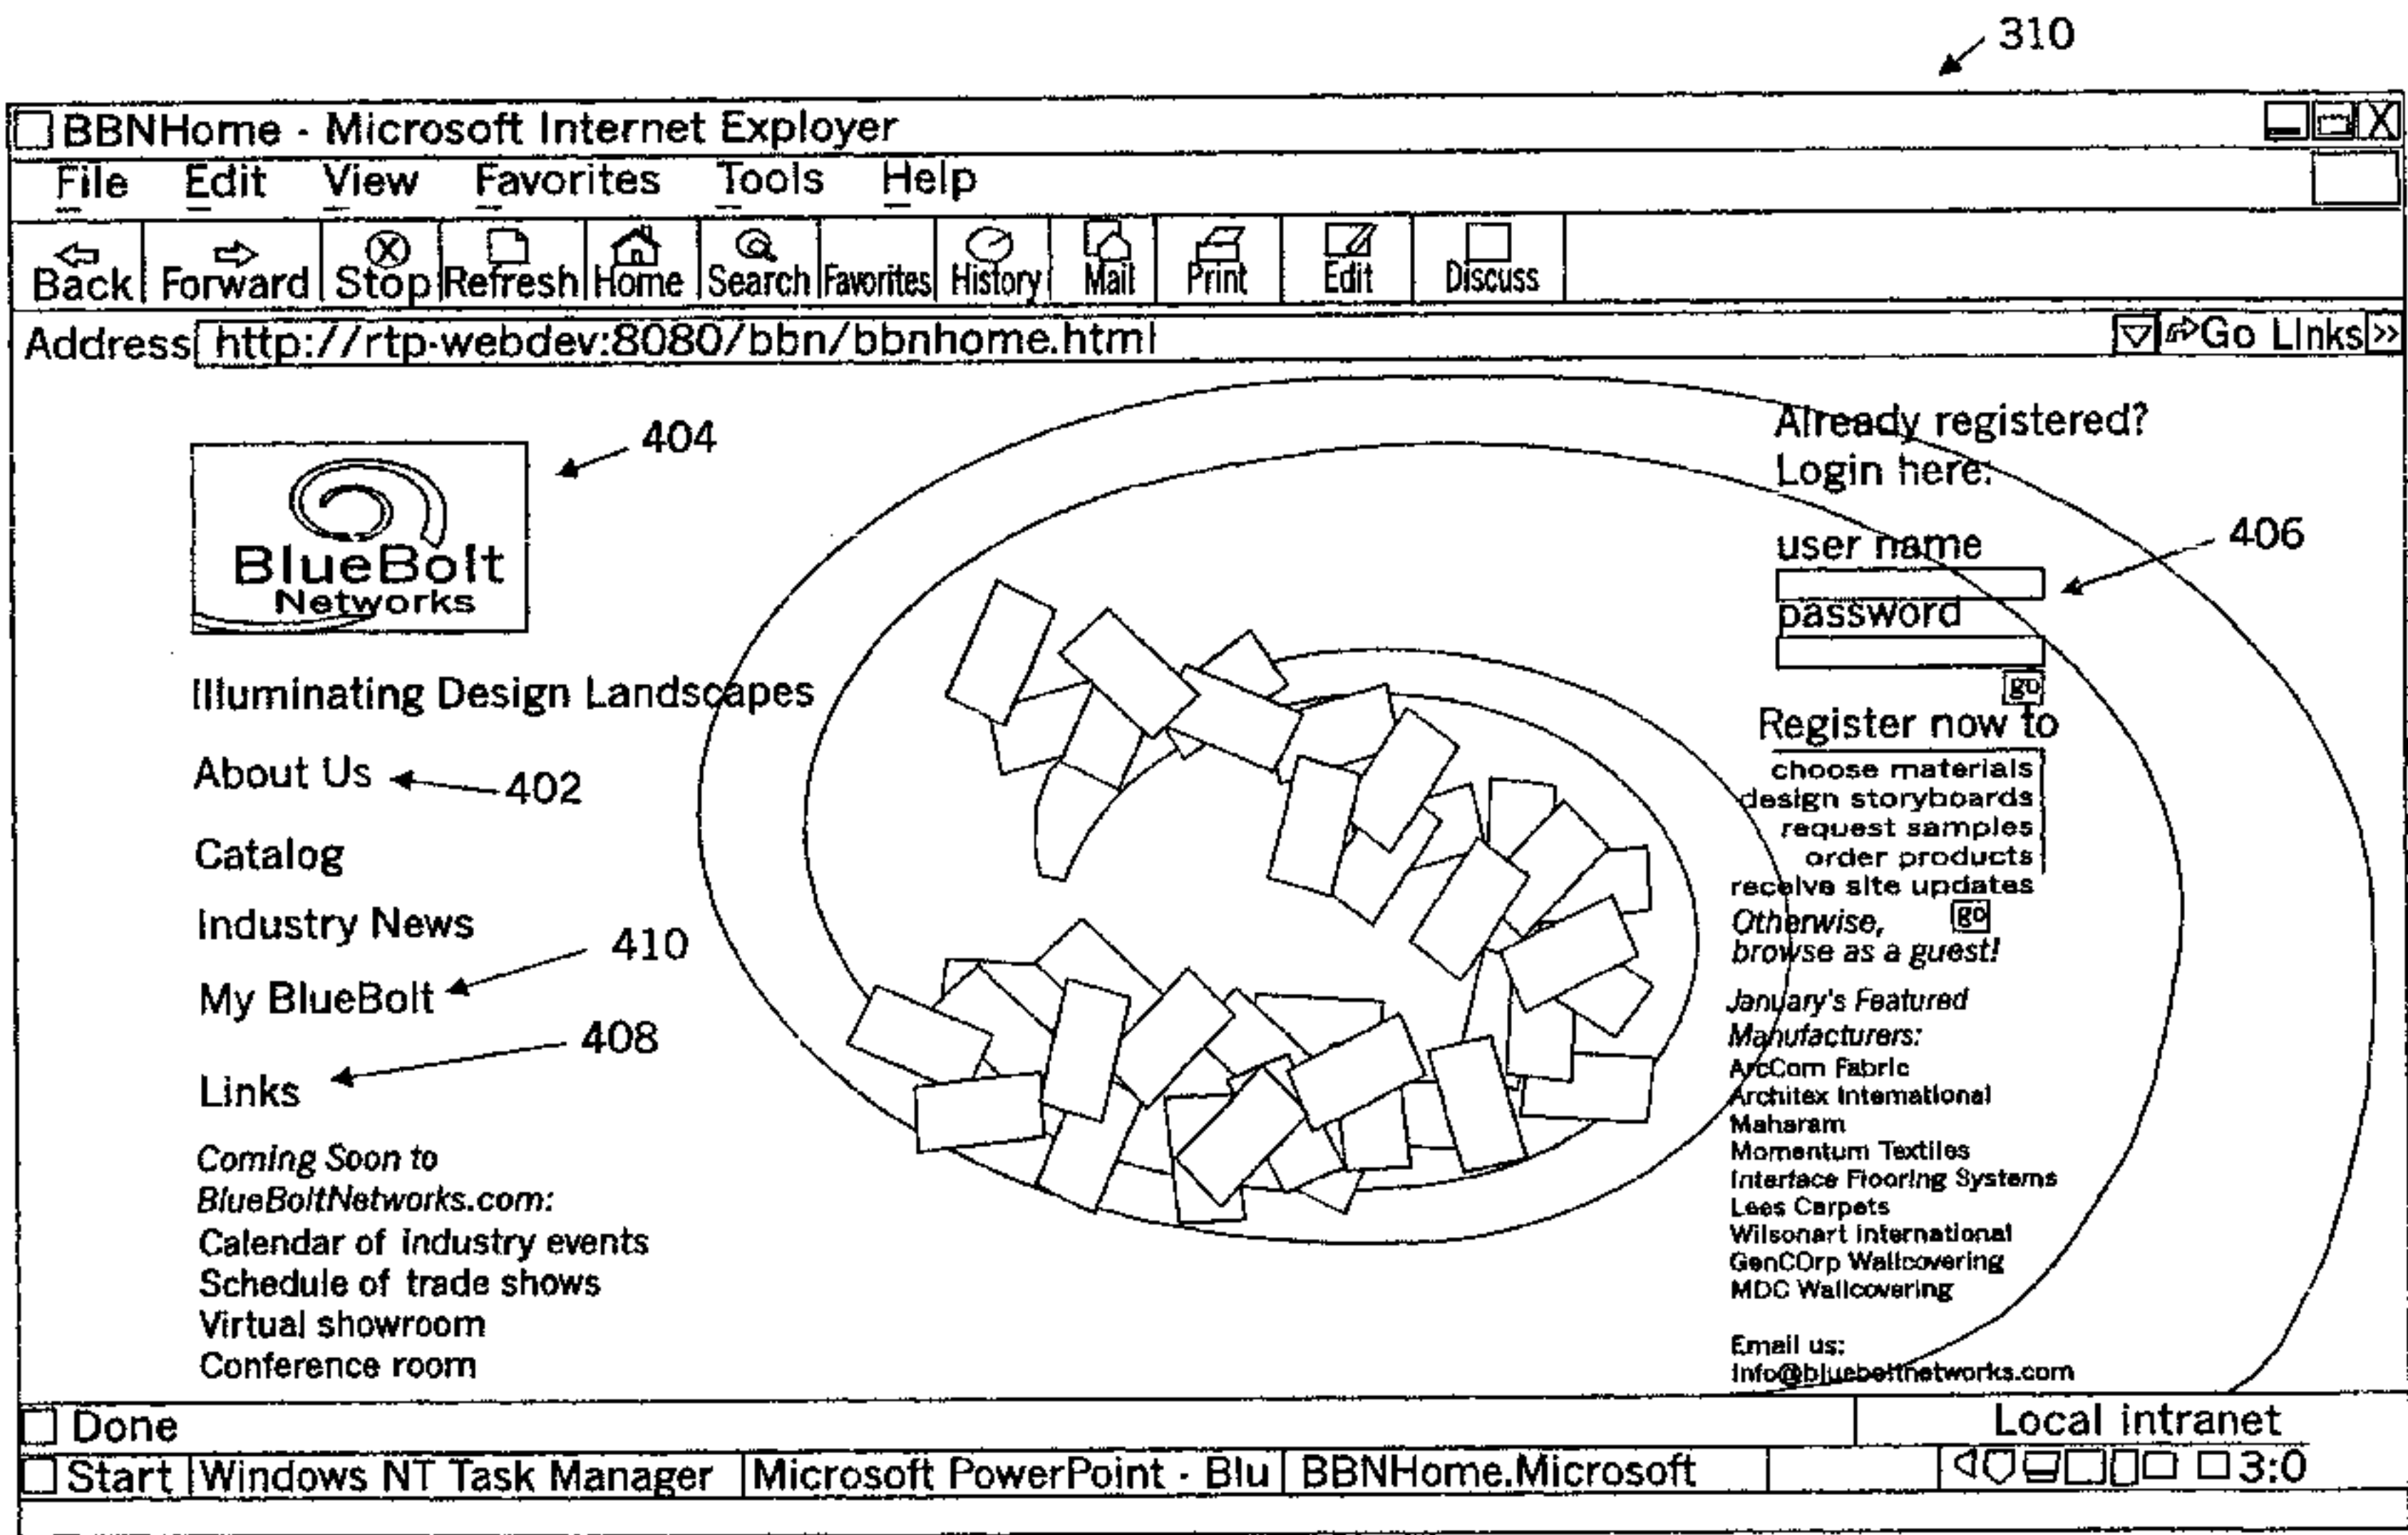 310
BBNHome - Microsoft Internet Exployer
File Edit View Favorites Tools Help
Back Forward Stop Refresh Home Search Favorites History Mail Print Edit Discuss
Address http://rtp-webdev:8080/bbn/bbnhome.html Go LInks >>
404
BlueBolt
Networks
Illuminating Design Landscapes
About Us 402
Catalog
Industry News
410
My BlueBolt
408
Links
Coming Soon to
BlueBoltNetworks.com:
Calendar of industry events
Schedule of trade shows
Virtual showroom
Conference room
Already registered?
Login here:
406
user name
password
go
Register now to
choose materials
design storyboards
request samples
order products
receive site updates
Otherwise, go
browse as a guest!
January's Featured
Manufacturers:
ArcCom Fabric
Architex International
Maharam
Momentum Textiles
Interface Flooring Systems
Lees Carpets
Wilsonart International
GenCOrp Wallcovering
MDC Wallcovering
Email us:
Info@blueboltnetworks.com
Done Local intranet
Start Windows NT Task Manager Microsoft PowerPoint - Blu BBNHome.Microsoft 3:0